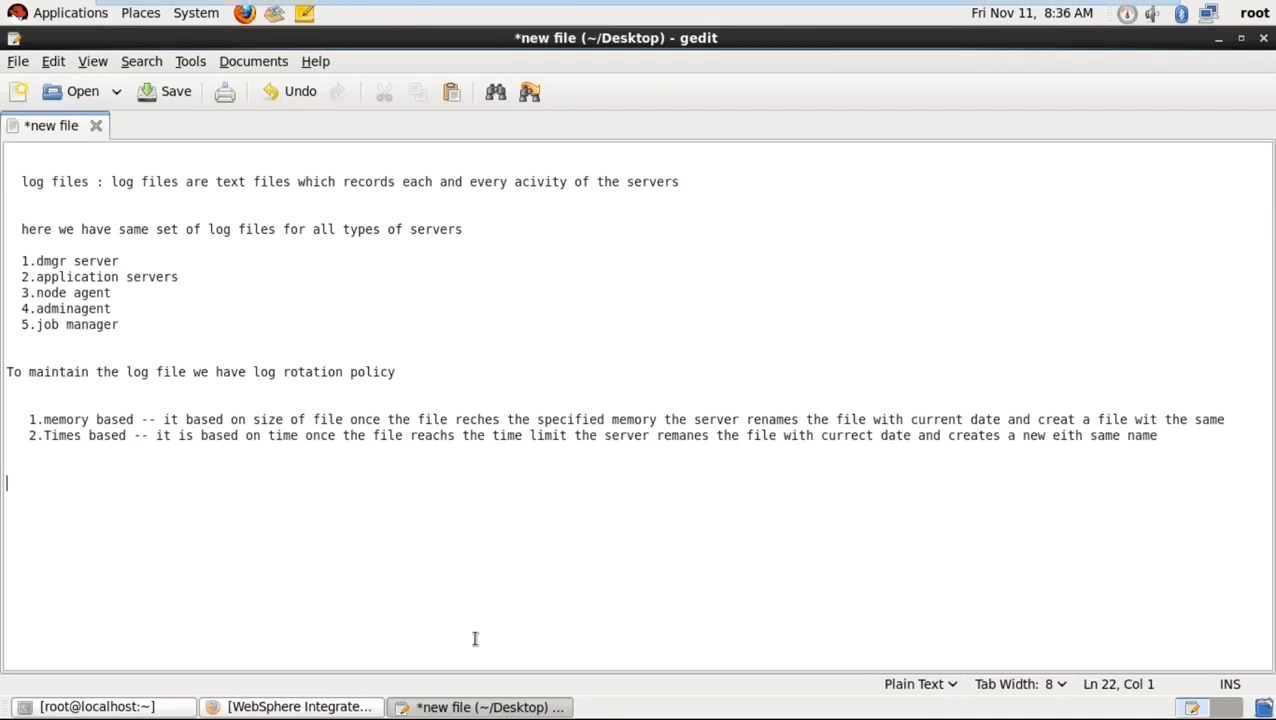 Applications Places System Fri Nov 11, 8:36 AM root
*new file (~/Desktop) - gedit
File Edit View Search Tools Documents Help
Open Save Undo
*new file
log files : log files are text files which records each and every acivity of the servers
here we have same set of log files for all types of servers
1.dmgr server
2.application servers
3.node agent
4.adminagent
5.job manager
To maintain the log file we have log rotation policy
1.memory based -- it based on size of file once the file reches the specified memory the server renames the file with current date and creat a file wit the same
2.Times based -- it is based on time once the file reachs the time limit the server remanes the file with currect date and creates a new eith same name
Plain Text Tab Width: 8 Ln 22, Col 1 INS
[root@localhost:~] [WebSphere Integrate... *new file (~/Desktop) ...